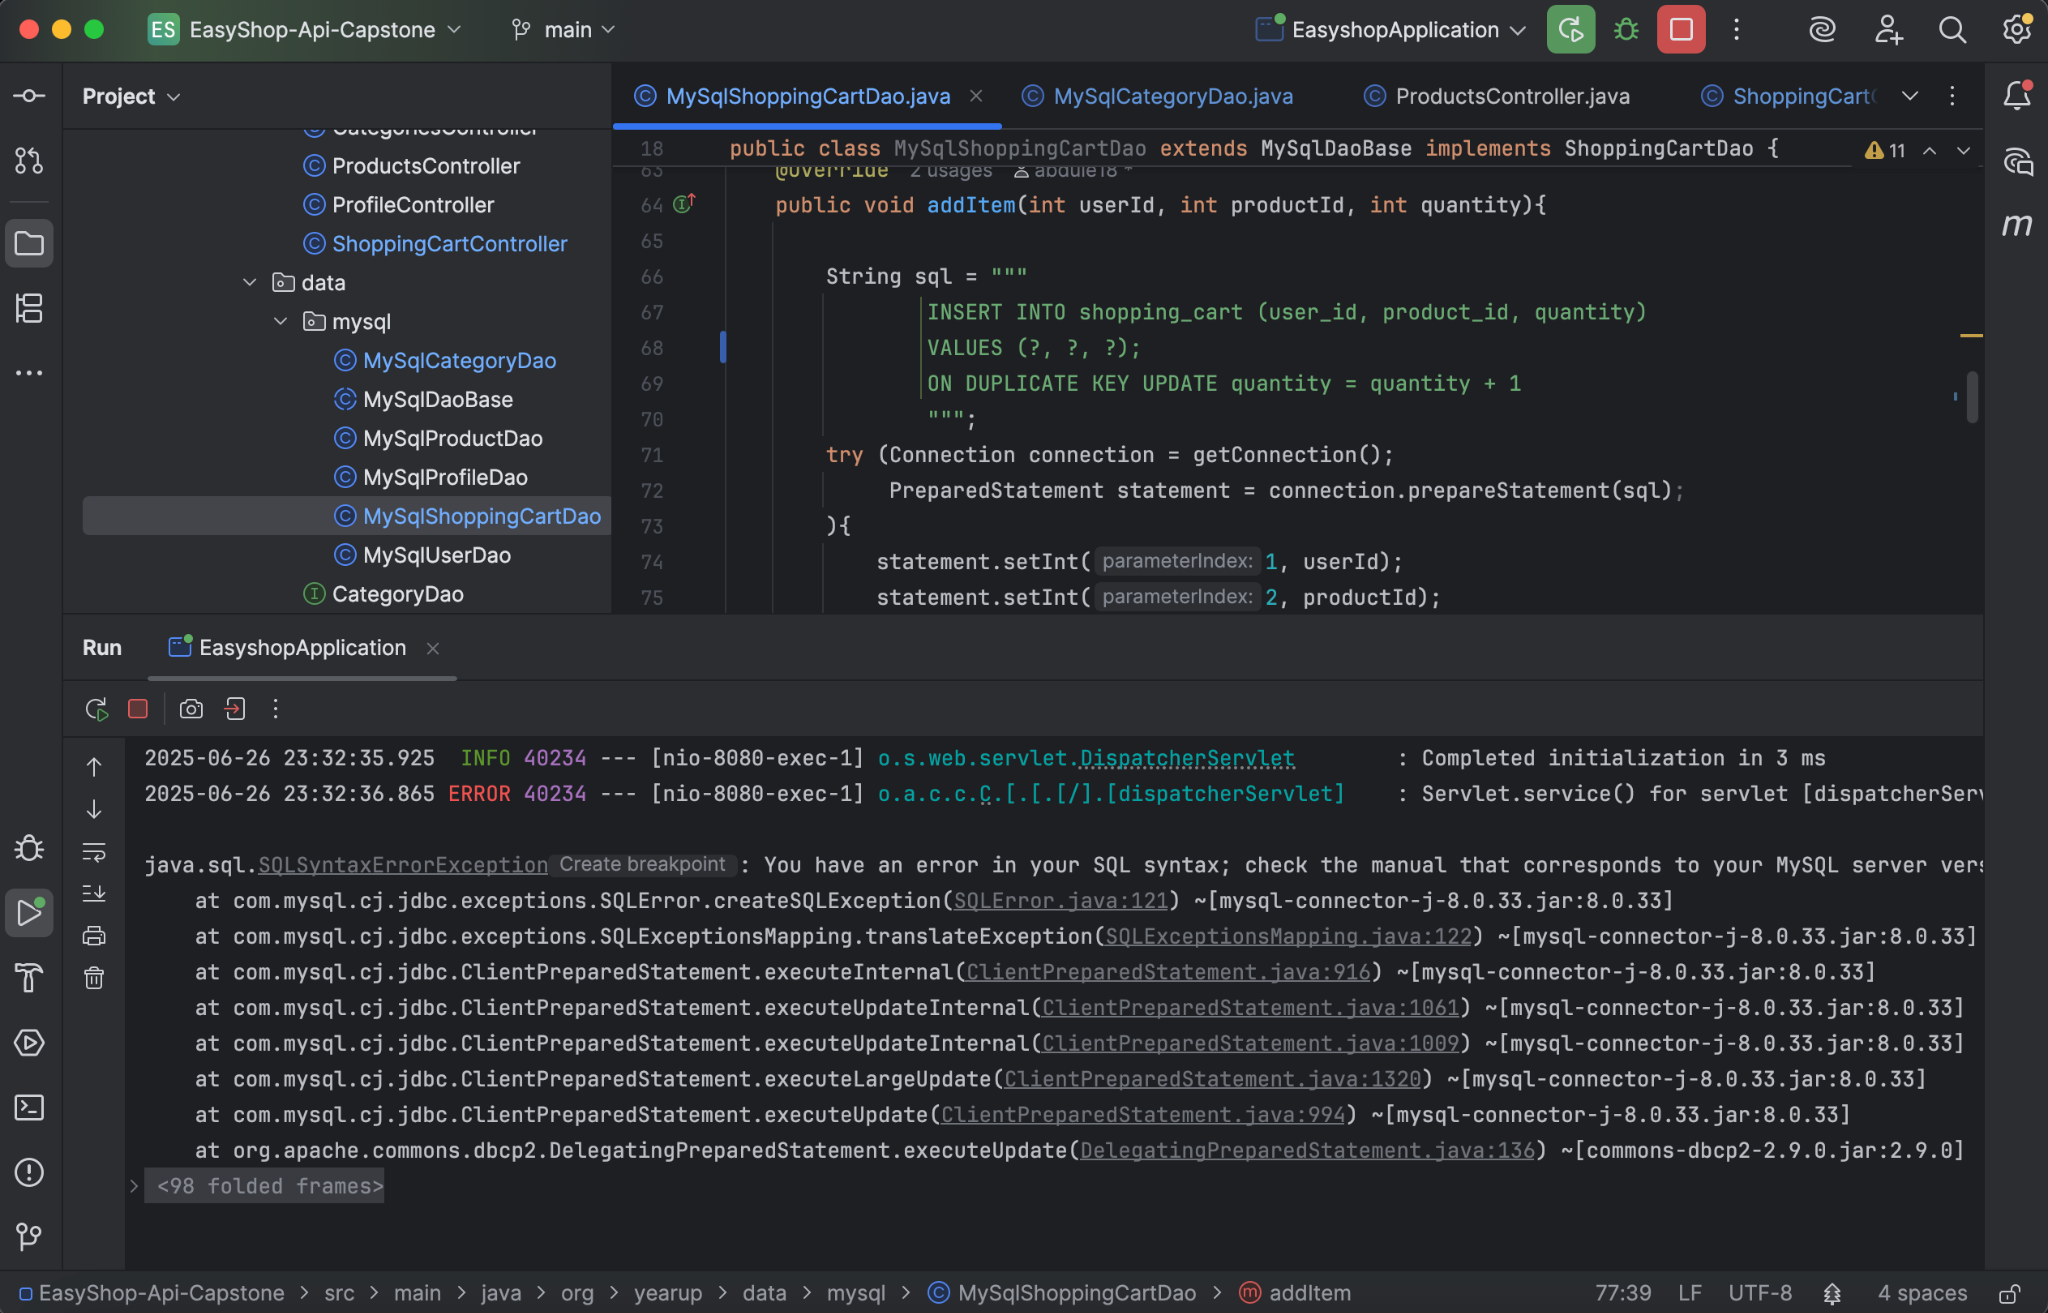 ES EasyShop-Api-Capstone main EasyshopApplication
Project
MySqlShoppingCartDao.java MySqlCategoryDao.java ProductsController.java ShoppingCart
CategoriesController
ProductsController
ProfileController
ShoppingCartController
data
mysql
MySqlCategoryDao
MySqlDaoBase
MySqlProductDao
MySqlProfileDao
MySqlShoppingCartDao
MySqlUserDao
CategoryDao
18 public class MySqlShoppingCartDao extends MySqlDaoBase implements ShoppingCartDao { 11
63 @Override 2 usages abdule18 *
64 public void addItem(int userId, int productId, int quantity){
65
66 String sql = """
67 INSERT INTO shopping_cart (user_id, product_id, quantity)
68 VALUES (?, ?, ?);
69 ON DUPLICATE KEY UPDATE quantity = quantity + 1
70 """;
71 try (Connection connection = getConnection();
72 PreparedStatement statement = connection.prepareStatement(sql);
73 ){
74 statement.setInt( parameterIndex: 1, userId);
75 statement.setInt( parameterIndex: 2, productId);
m
Run EasyshopApplication
2025-06-26 23:32:35.925 INFO 40234 --- [nio-8080-exec-1] o.s.web.servlet.DispatcherServlet : Completed initialization in 3 ms
2025-06-26 23:32:36.865 ERROR 40234 --- [nio-8080-exec-1] o.a.c.c.C.[.[.[/].[dispatcherServlet] : Servlet.service() for servlet [dispatcherServ
java.sql.SQLSyntaxErrorException Create breakpoint : You have an error in your SQL syntax; check the manual that corresponds to your MySQL server vers
at com.mysql.cj.jdbc.exceptions.SQLError.createSQLException(SQLError.java:121) ~[mysql-connector-j-8.0.33.jar:8.0.33]
at com.mysql.cj.jdbc.exceptions.SQLExceptionsMapping.translateException(SQLExceptionsMapping.java:122) ~[mysql-connector-j-8.0.33.jar:8.0.33]
at com.mysql.cj.jdbc.ClientPreparedStatement.executeInternal(ClientPreparedStatement.java:916) ~[mysql-connector-j-8.0.33.jar:8.0.33]
at com.mysql.cj.jdbc.ClientPreparedStatement.executeUpdateInternal(ClientPreparedStatement.java:1061) ~[mysql-connector-j-8.0.33.jar:8.0.33]
at com.mysql.cj.jdbc.ClientPreparedStatement.executeUpdateInternal(ClientPreparedStatement.java:1009) ~[mysql-connector-j-8.0.33.jar:8.0.33]
at com.mysql.cj.jdbc.ClientPreparedStatement.executeLargeUpdate(ClientPreparedStatement.java:1320) ~[mysql-connector-j-8.0.33.jar:8.0.33]
at com.mysql.cj.jdbc.ClientPreparedStatement.executeUpdate(ClientPreparedStatement.java:994) ~[mysql-connector-j-8.0.33.jar:8.0.33]
at org.apache.commons.dbcp2.DelegatingPreparedStatement.executeUpdate(DelegatingPreparedStatement.java:136) ~[commons-dbcp2-2.9.0.jar:2.9.0]
<98 folded frames>
EasyShop-Api-Capstone > src > main > java > org > yearup > data > mysql > MySqlShoppingCartDao > addItem 77:39 LF UTF-8 4 spaces